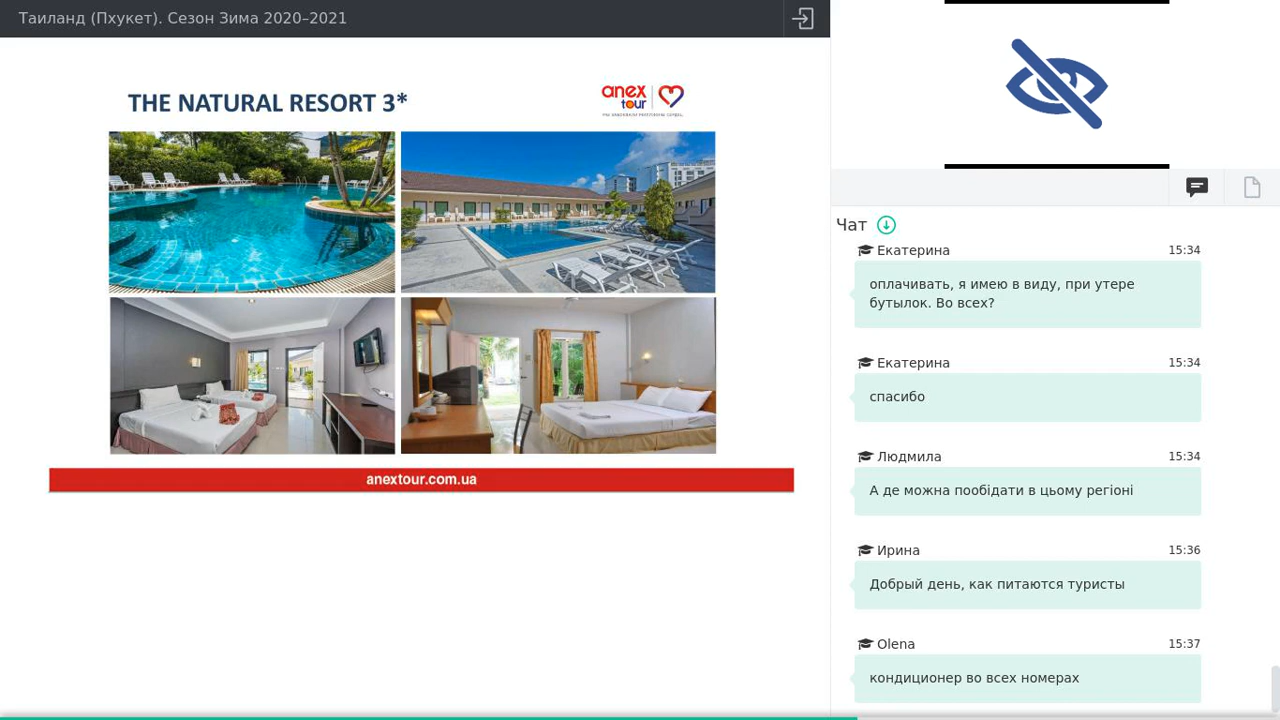 Таиланд (Пхукет). Сезон Зима 2020–2021
THE NATURAL RESORT 3*
anex
tour
anextour.com.ua
Чат
Екатерина 15:34
оплачивать, я имею в виду, при утере
бутылок. Во всех?
Екатерина 15:34
спасибо
Людмила 15:34
А де можна пообідати в цьому регіоні
Ирина 15:36
Добрый день, как питаются туристы
Olena 15:37
кондиционер во всех номерах